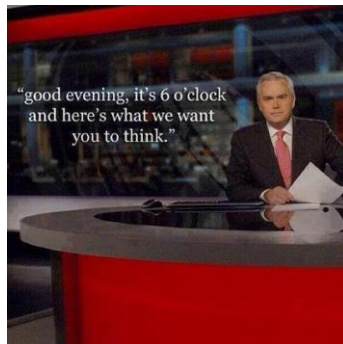 “good evening, it’s 6 o’clock
and here’s what we want
you to think.”